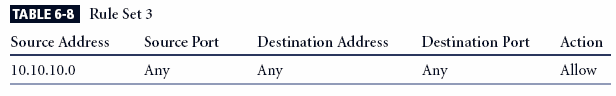 TABLE 6-8 Rule Set 3
Source Address Source Port Destination Address Destination Port Action
10.10.10.0 Any Any Any Allow